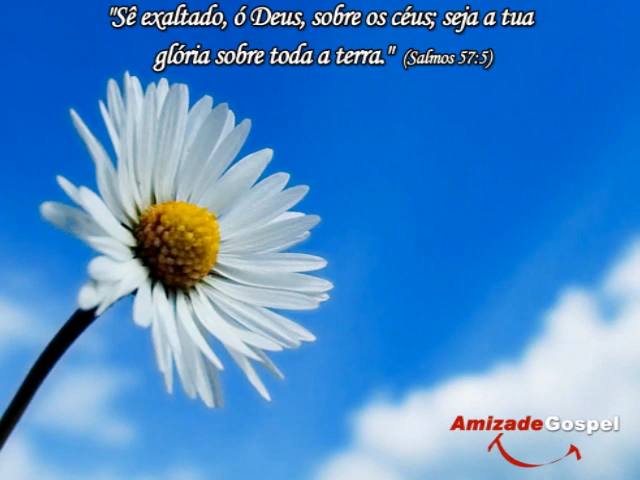 "Sê exaltado, ó Deus, sobre os céus; seja a tua
glória sobre toda a terra." (Salmos 57:5)
AmizadeGospel